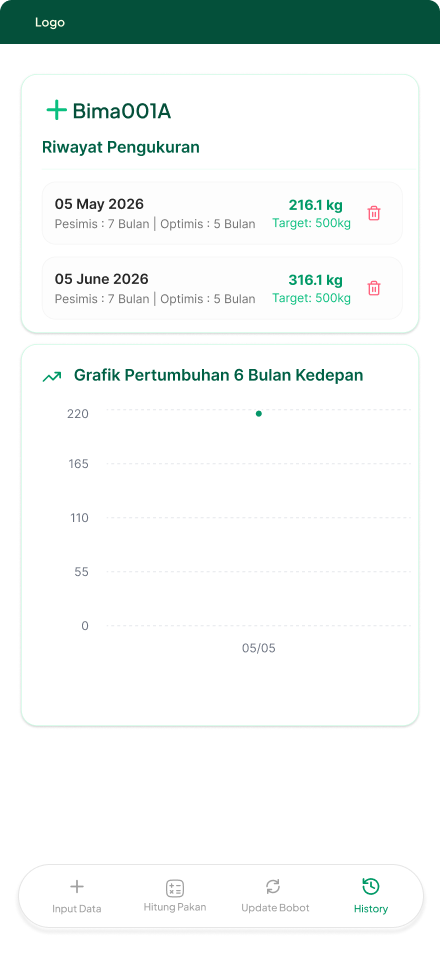 Logo
Bima001A
Riwayat Pengukuran
05 May 2026
216.1 kg
Pesimis : 7 Bulan | Optimis : 5 Bulan
Target: 500kg
05 June 2026
316.1 kg
Pesimis : 7 Bulan | Optimis : 5 Bulan
Target: 500kg
Grafik Pertumbuhan 6 Bulan Kedepan
220
165
110
55
0
05/05
Input Data
Hitung Pakan
Update Bobot
History